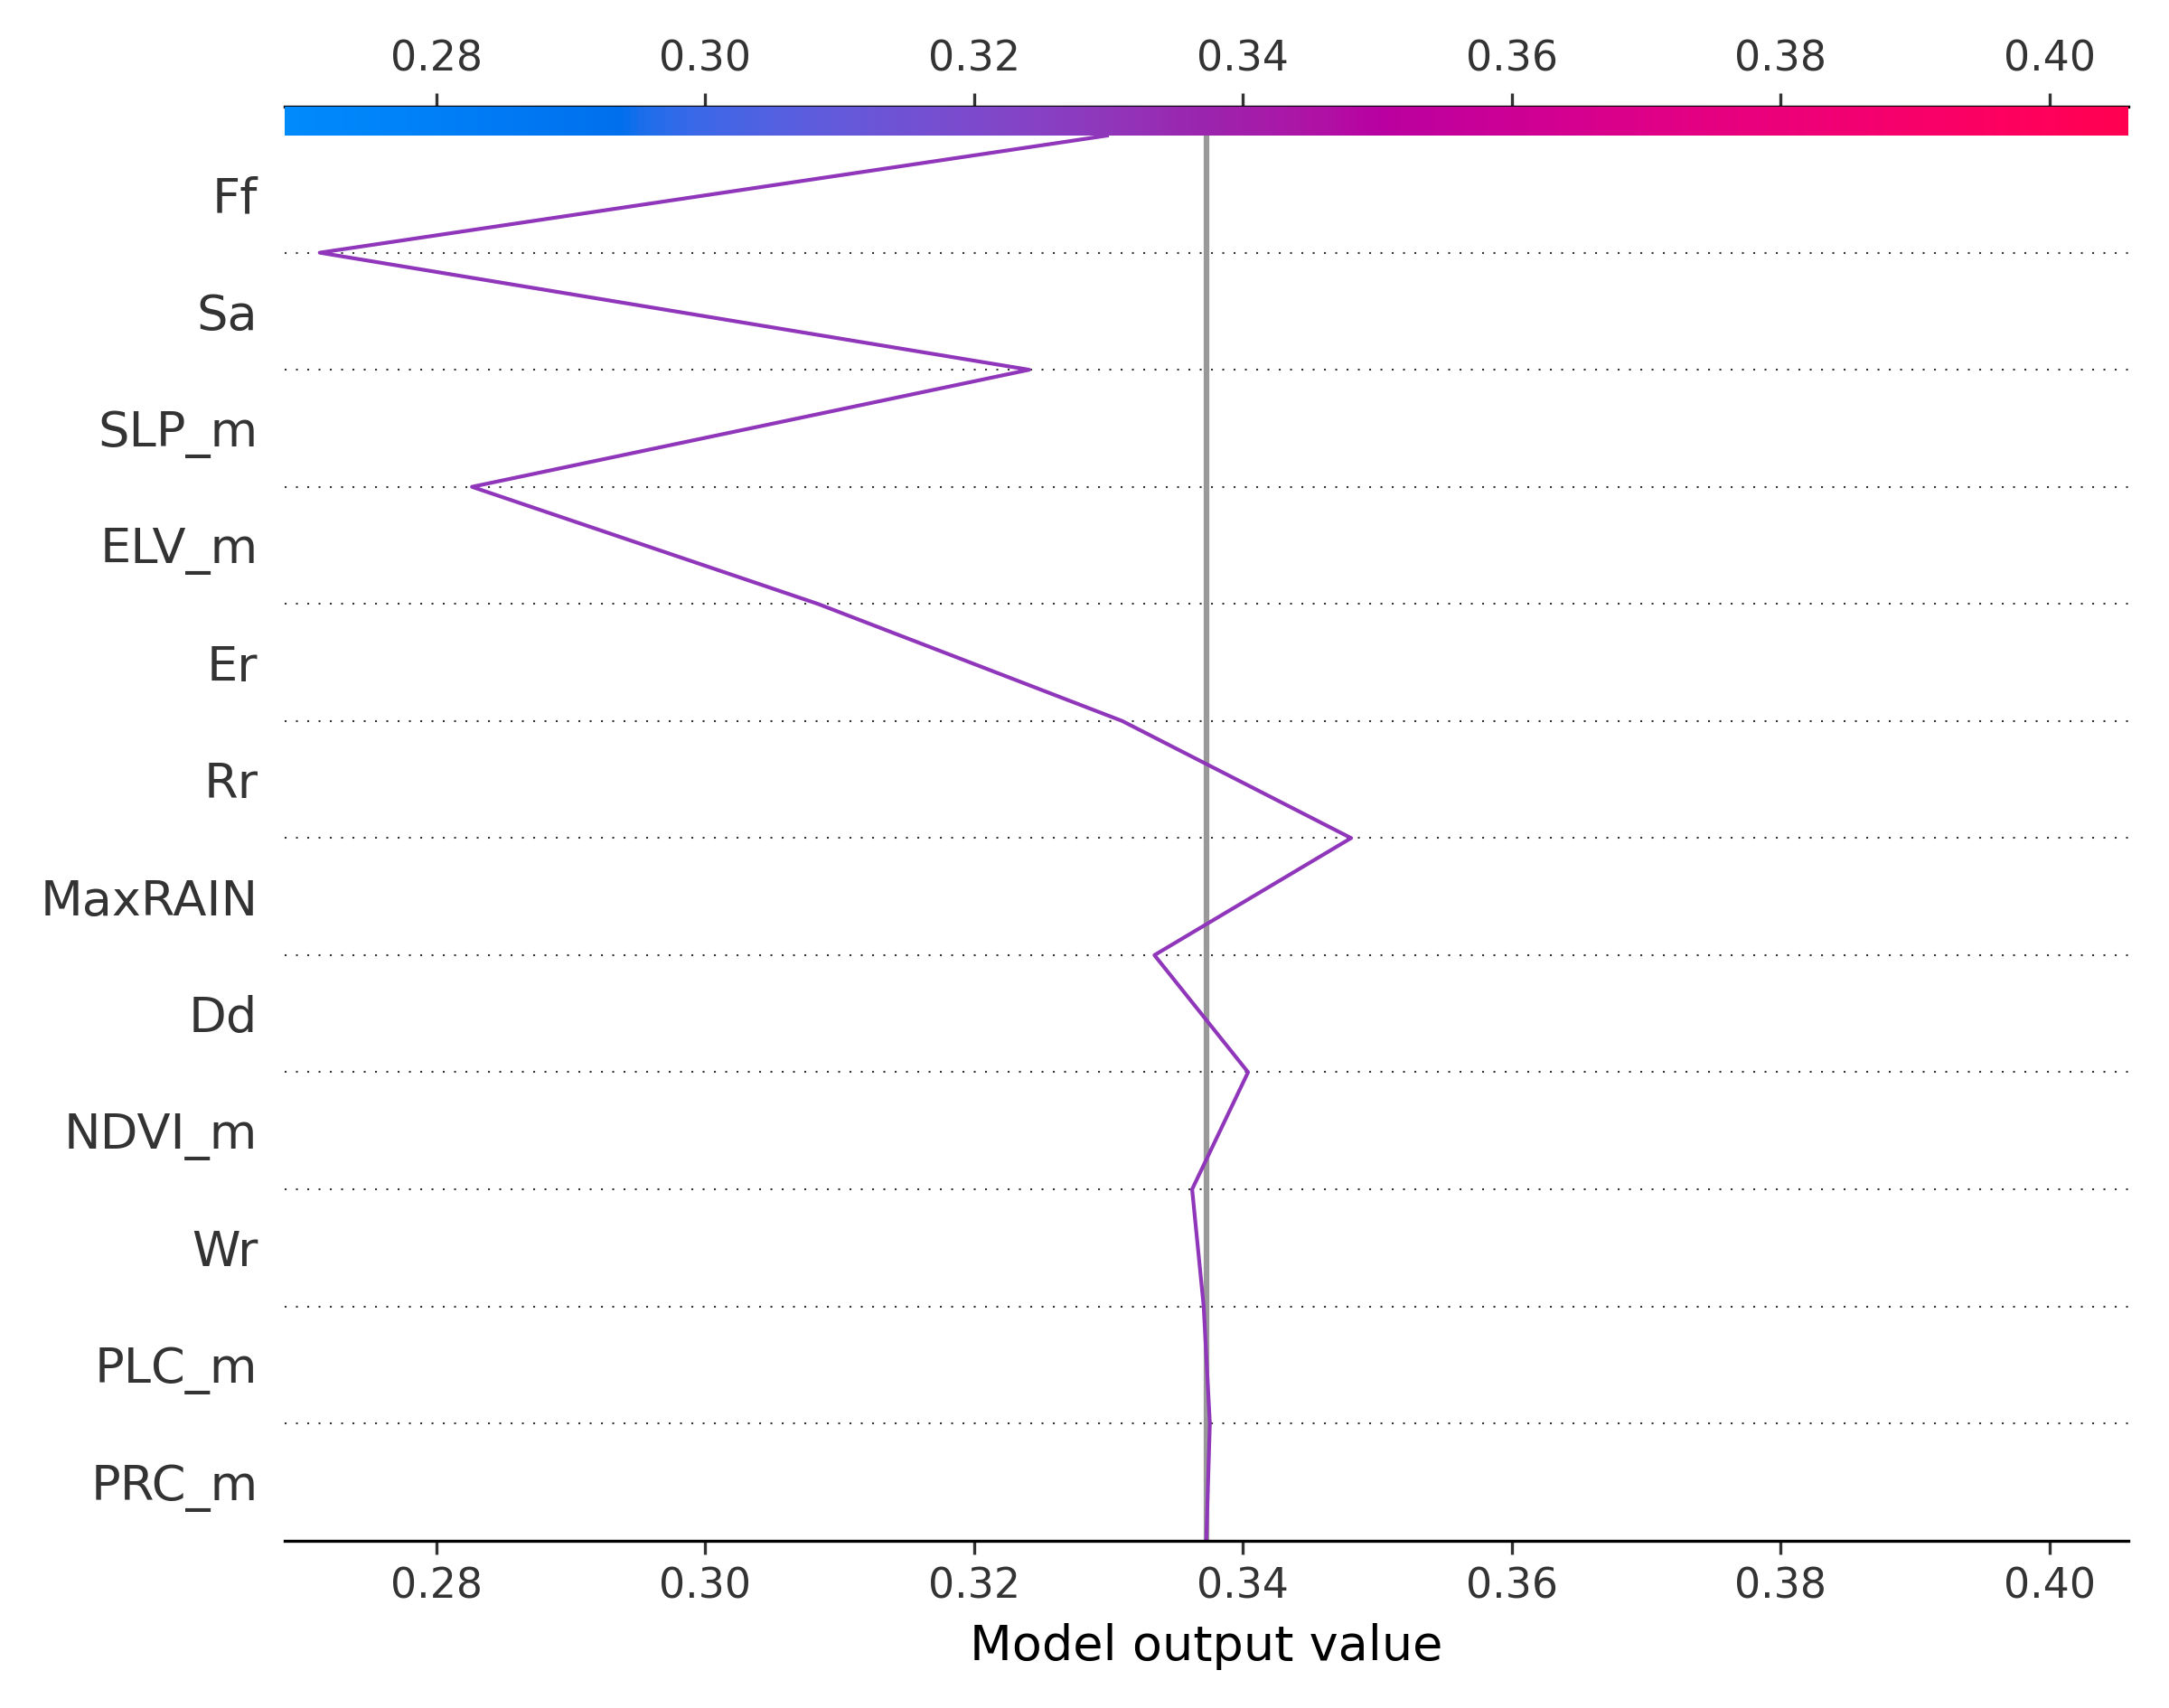 0.28 0.30 0.32 0.34 0.36 0.38 0.40
Ff
Sa
SLP_m
ELV_m
Er
Rr
MaxRAIN
Dd
NDVI_m
Wr
PLC_m
PRC_m
0.28 0.30 0.32 0.34 0.36 0.38 0.40
Model output value